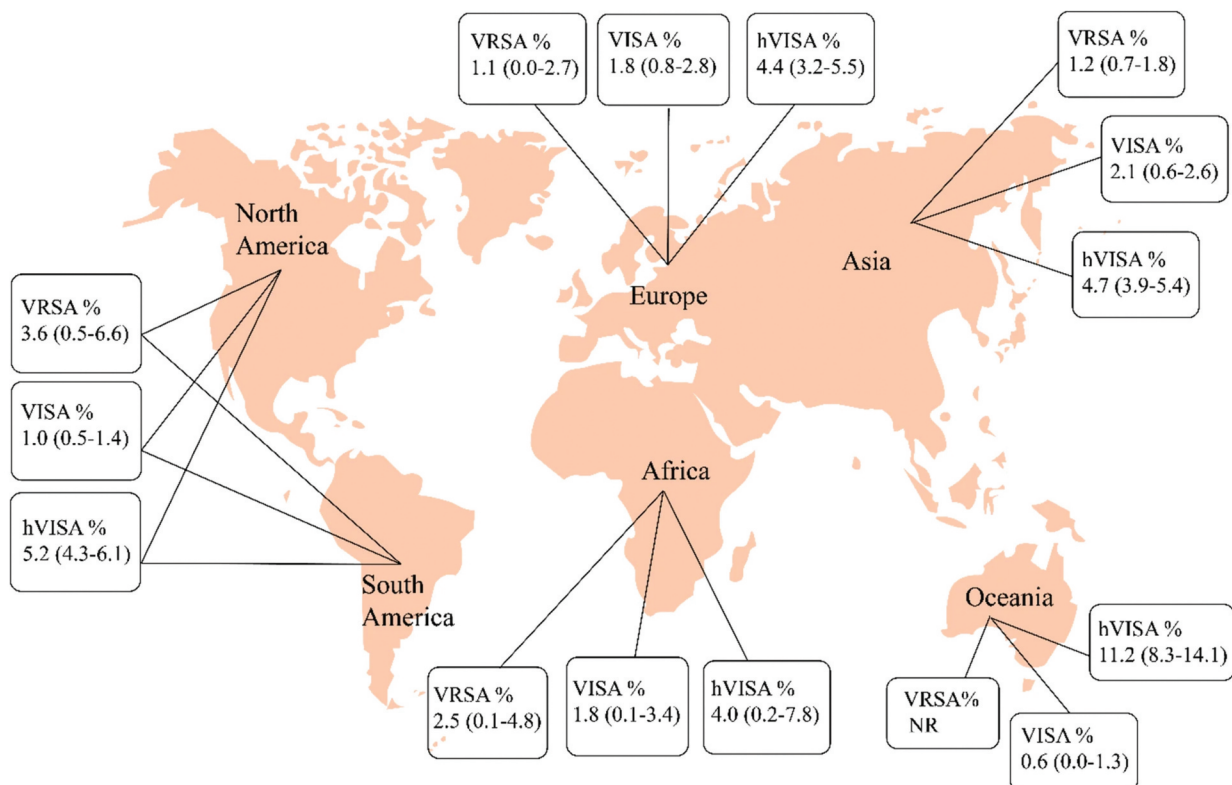 VRSA %
1.1 (0.0-2.7)
VISA %
1.8 (0.8-2.8)
hVISA %
4.4 (3.2-5.5)
VRSA %
1.2 (0.7-1.8)
VISA %
2.1 (0.6-2.6)
hVISA %
4.7 (3.9-5.4)
North
America
Europe
Asia
VRSA %
3.6 (0.5-6.6)
VISA %
1.0 (0.5-1.4)
hVISA %
5.2 (4.3-6.1)
South
America
Africa
VRSA %
2.5 (0.1-4.8)
VISA %
1.8 (0.1-3.4)
hVISA %
4.0 (0.2-7.8)
Oceania
hVISA %
11.2 (8.3-14.1)
VRSA%
NR
VISA %
0.6 (0.0-1.3)